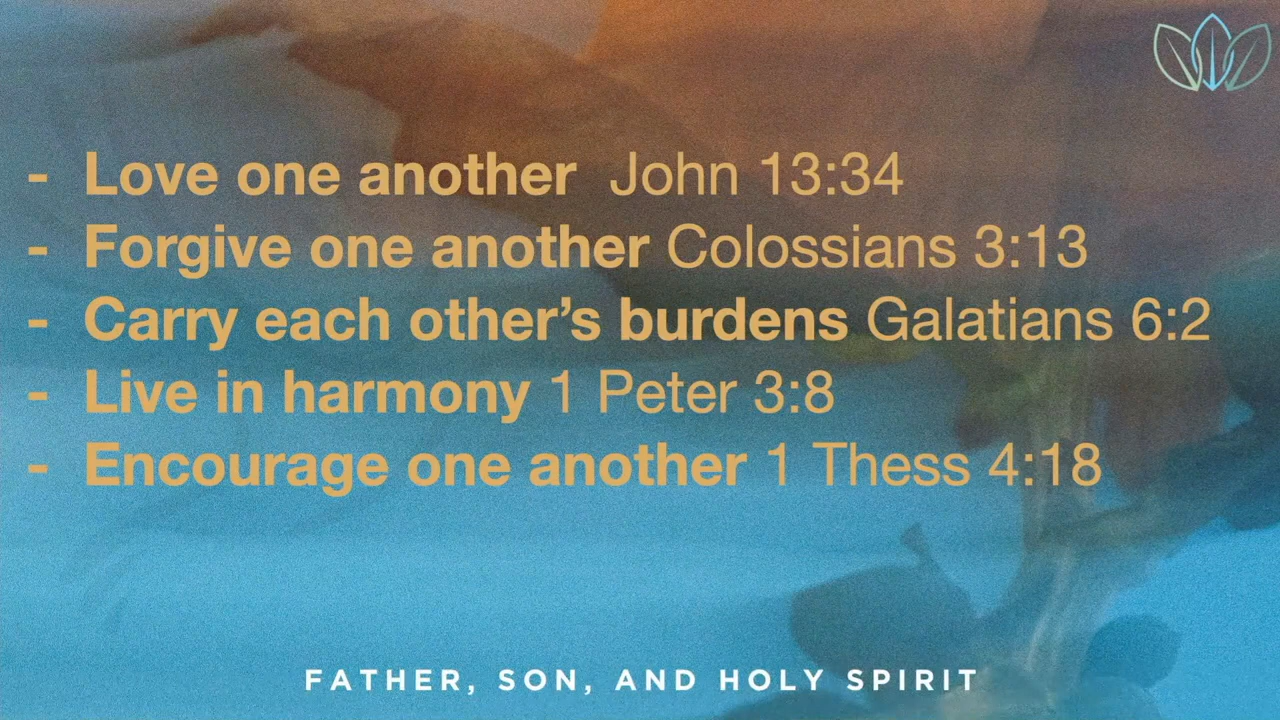 - Love one another John 13:34
- Forgive one another Colossians 3:13
- Carry each other’s burdens Galatians 6:2
- Live in harmony 1 Peter 3:8
- Encourage one another 1 Thess 4:18
FATHER, SON, AND HOLY SPIRIT